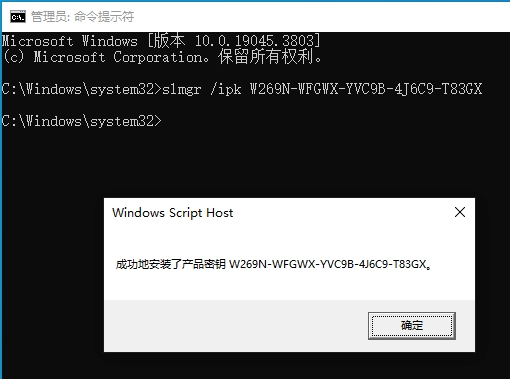 管理员: 命令提示符
Microsoft Windows [版本 10.0.19045.3803]
(c) Microsoft Corporation。保留所有权利。
C:\Windows\system32>slmgr /ipk W269N-WFGWX-YVC9B-4J6C9-T83GX
C:\Windows\system32>
Windows Script Host
成功地安装了产品密钥 W269N-WFGWX-YVC9B-4J6C9-T83GX。
确定